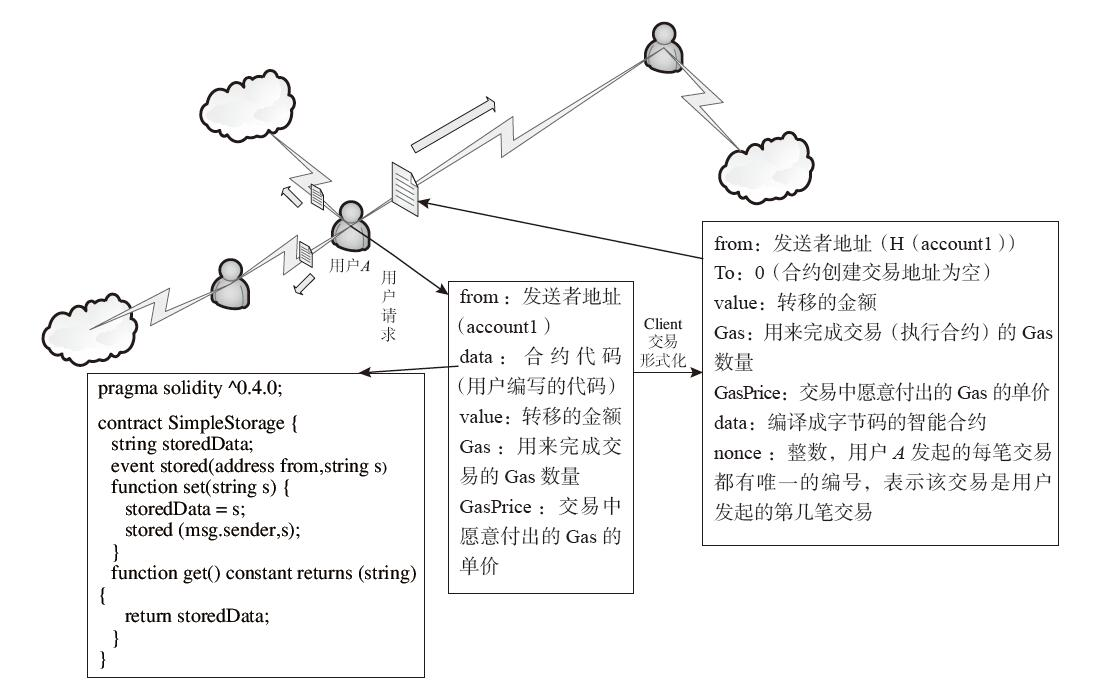 用户A
用
户
请
求
pragma solidity ^0.4.0;
contract SimpleStorage {
string storedData;
event stored(address from,string s)
function set(string s) {
storedData = s;
stored (msg.sender,s);
}
function get() constant returns (string)
{
return storedData;
}
}
from：发送者地址
（account1）
data：合约代码
（用户编写的代码）
value：转移的金额
Gas：用来完成交
易的 Gas 数量
GasPrice：交易中
愿意付出的 Gas 的
单价
Client
交易
形式化
from：发送者地址（H（account1））
To：0（合约创建交易地址为空）
value：转移的金额
Gas：用来完成交易（执行合约）的 Gas
数量
GasPrice：交易中愿意付出的 Gas 的单价
data：编译成字节码的智能合约
nonce：整数，用户 A 发起的每笔交易
都有唯一的编号，表示该交易是用户
发起的第几笔交易